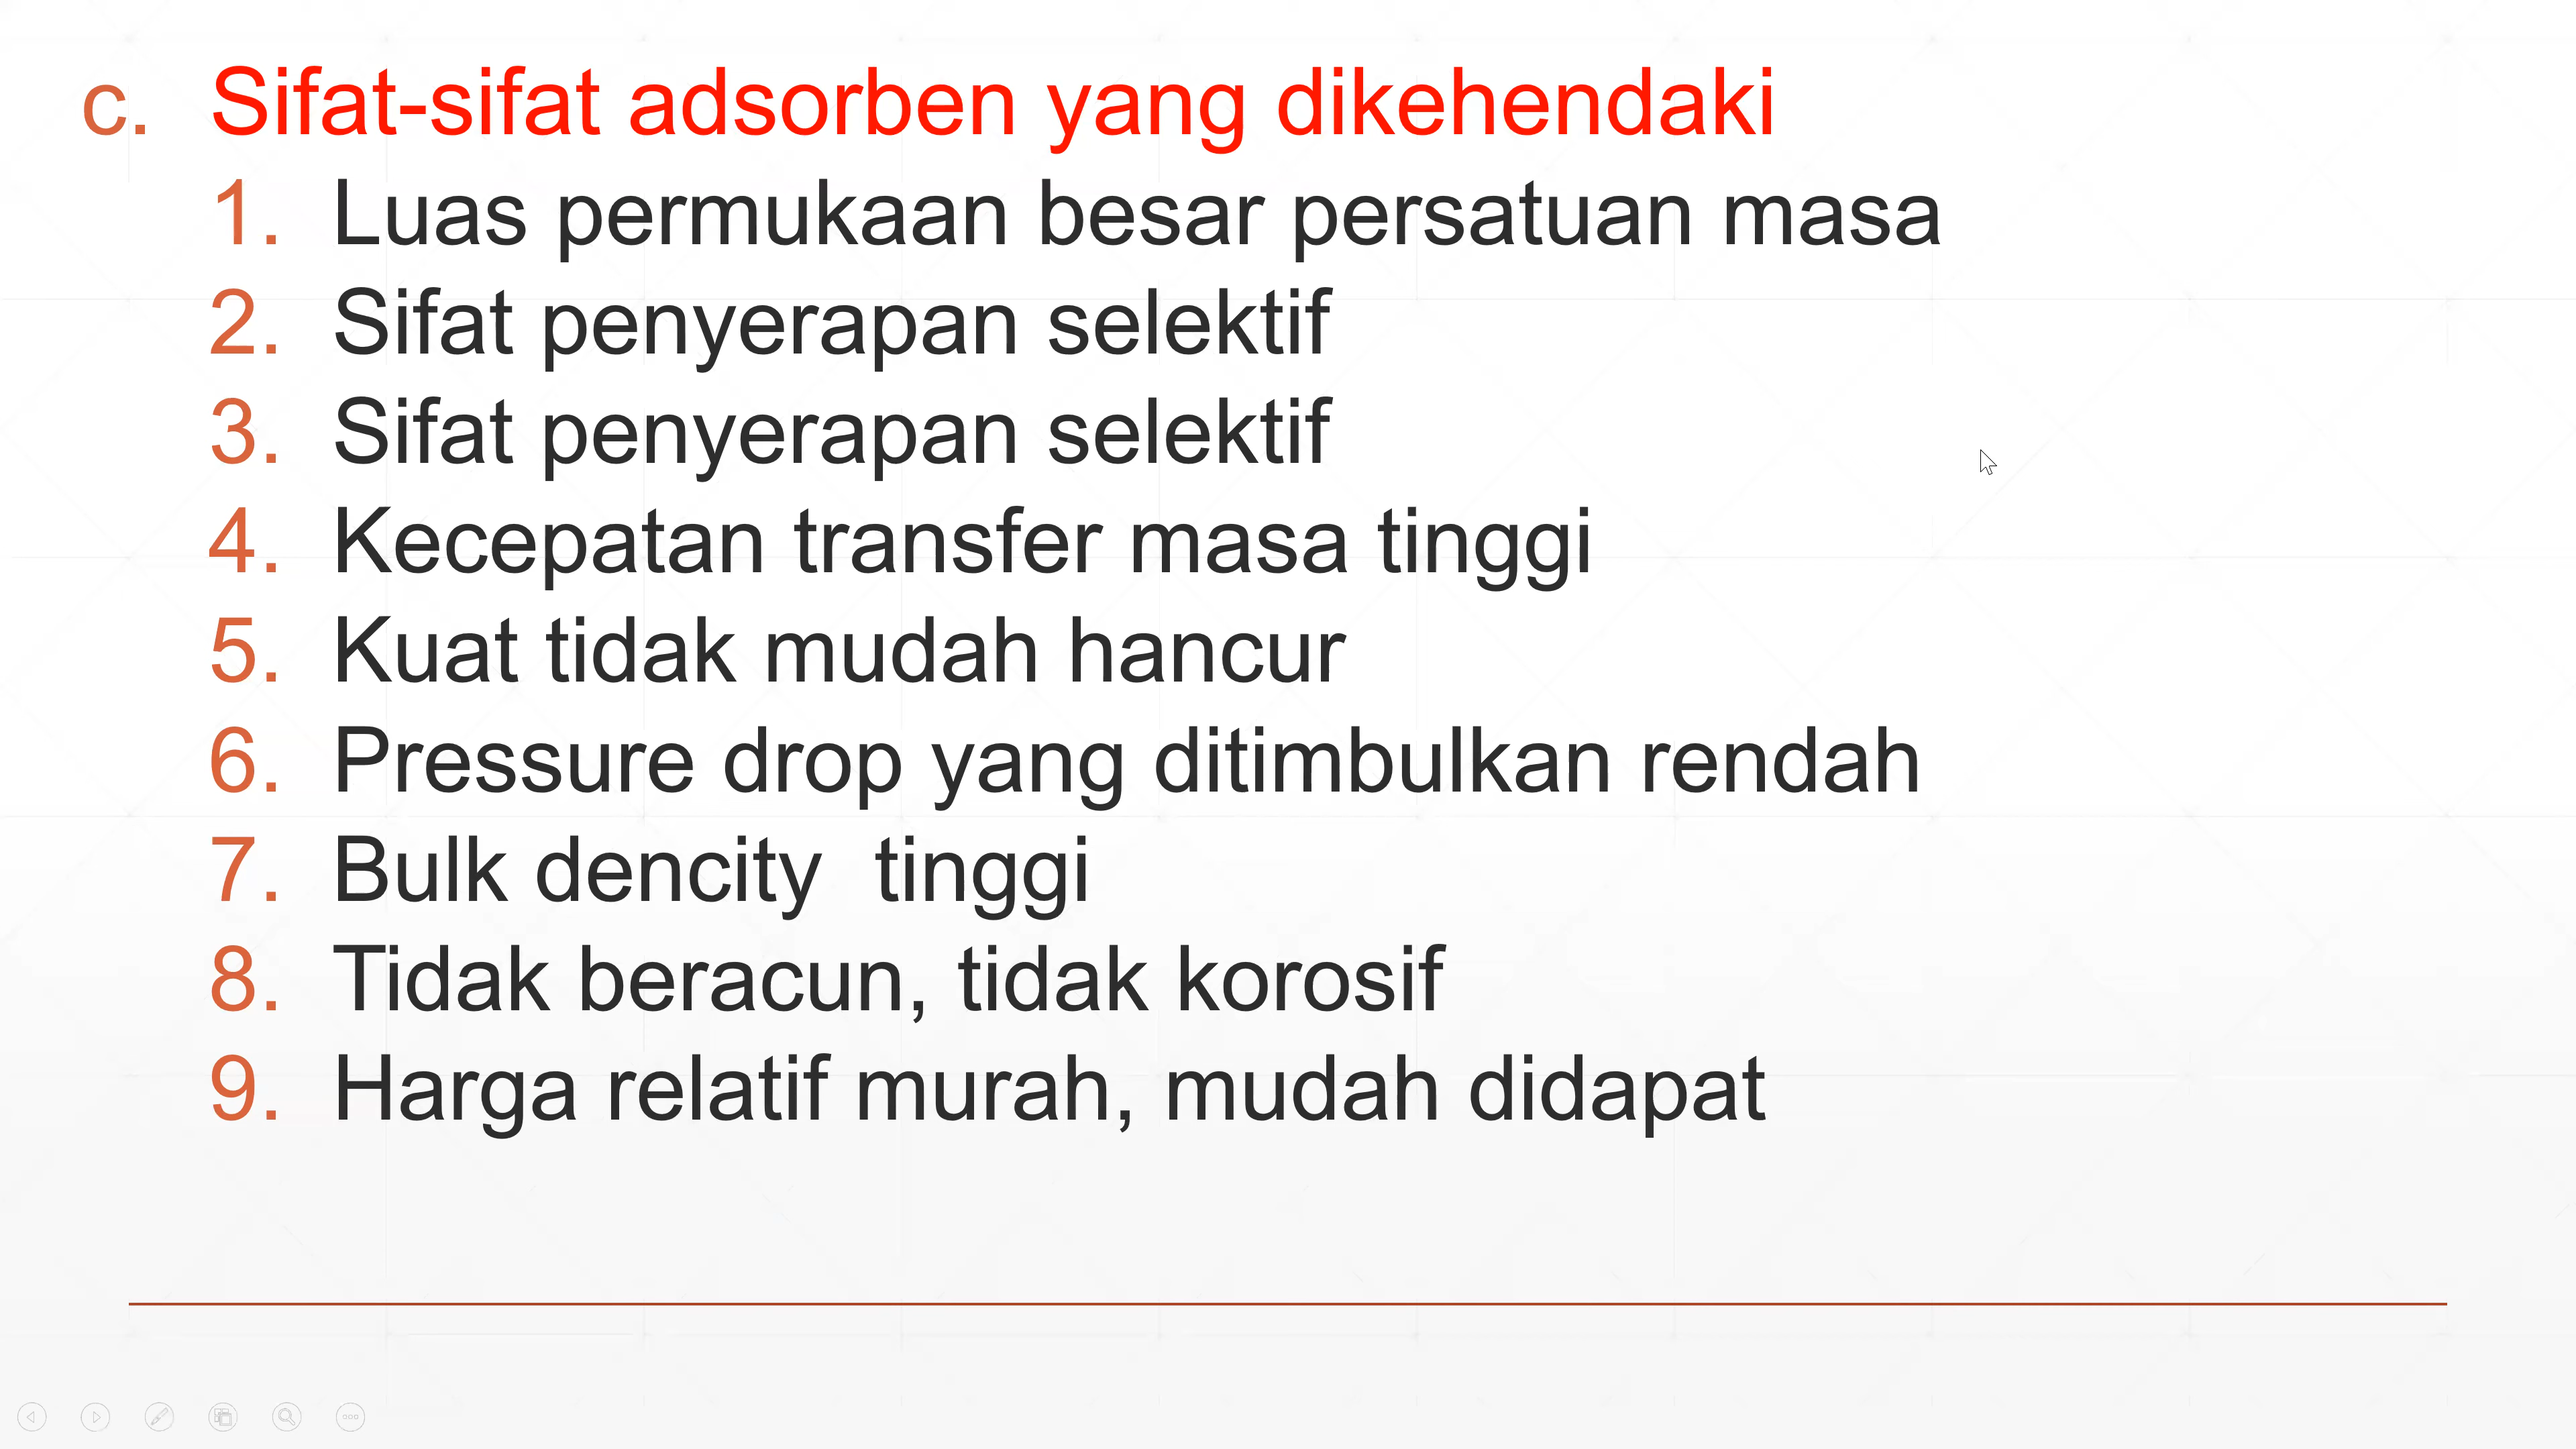 c. Sifat-sifat adsorben yang dikehendaki
1. Luas permukaan besar persatuan masa
2. Sifat penyerapan selektif
3. Sifat penyerapan selektif
4. Kecepatan transfer masa tinggi
5. Kuat tidak mudah hancur
6. Pressure drop yang ditimbulkan rendah
7. Bulk dencity  tinggi
8. Tidak beracun, tidak korosif
9. Harga relatif murah, mudah didapat